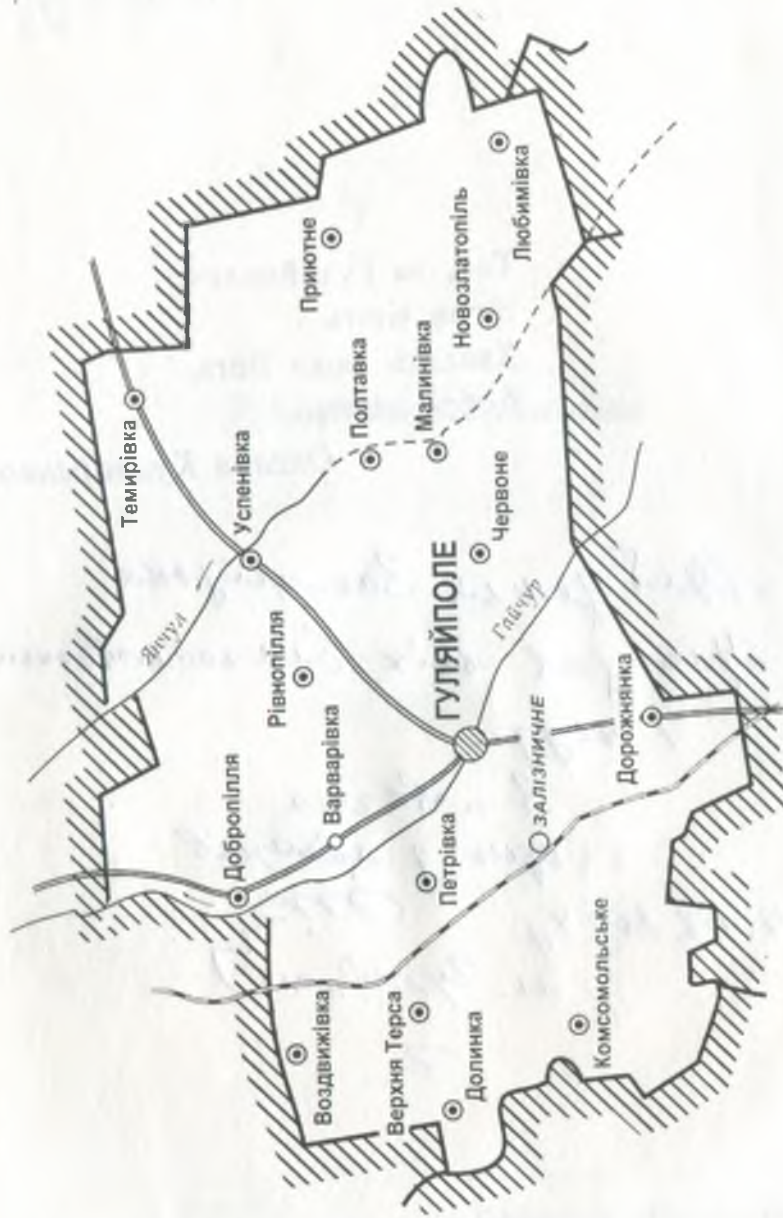 Темирівка
Приютне
Успенівка
Полтавка
Малинівка
Новозлатопіль
Любимівка
Янчул
Рівнопілля
Червоне
ГУЛЯЙПОЛЕ
Гайчур
Добропілля
Варварівка
Петрівка
ЗАЛІЗНИЧНЕ
Дорожнянка
Воздвижівка
Верхня Терса
Долинка
Комсомольське